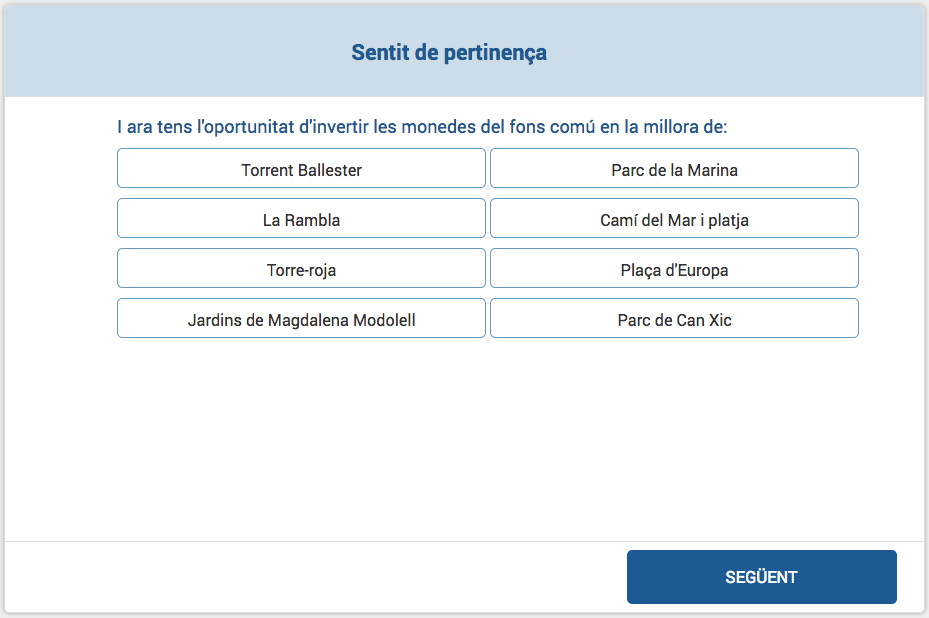 Sentit de pertinença
I ara tens l'oportunitat d'invertir les monedes del fons comú en la millora de:
Torrent Ballester
Parc de la Marina
La Rambla
Camí del Mar i platja
Torre-roja
Plaça d'Europa
Jardins de Magdalena Modolell
Parc de Can Xic
SEGÜENT